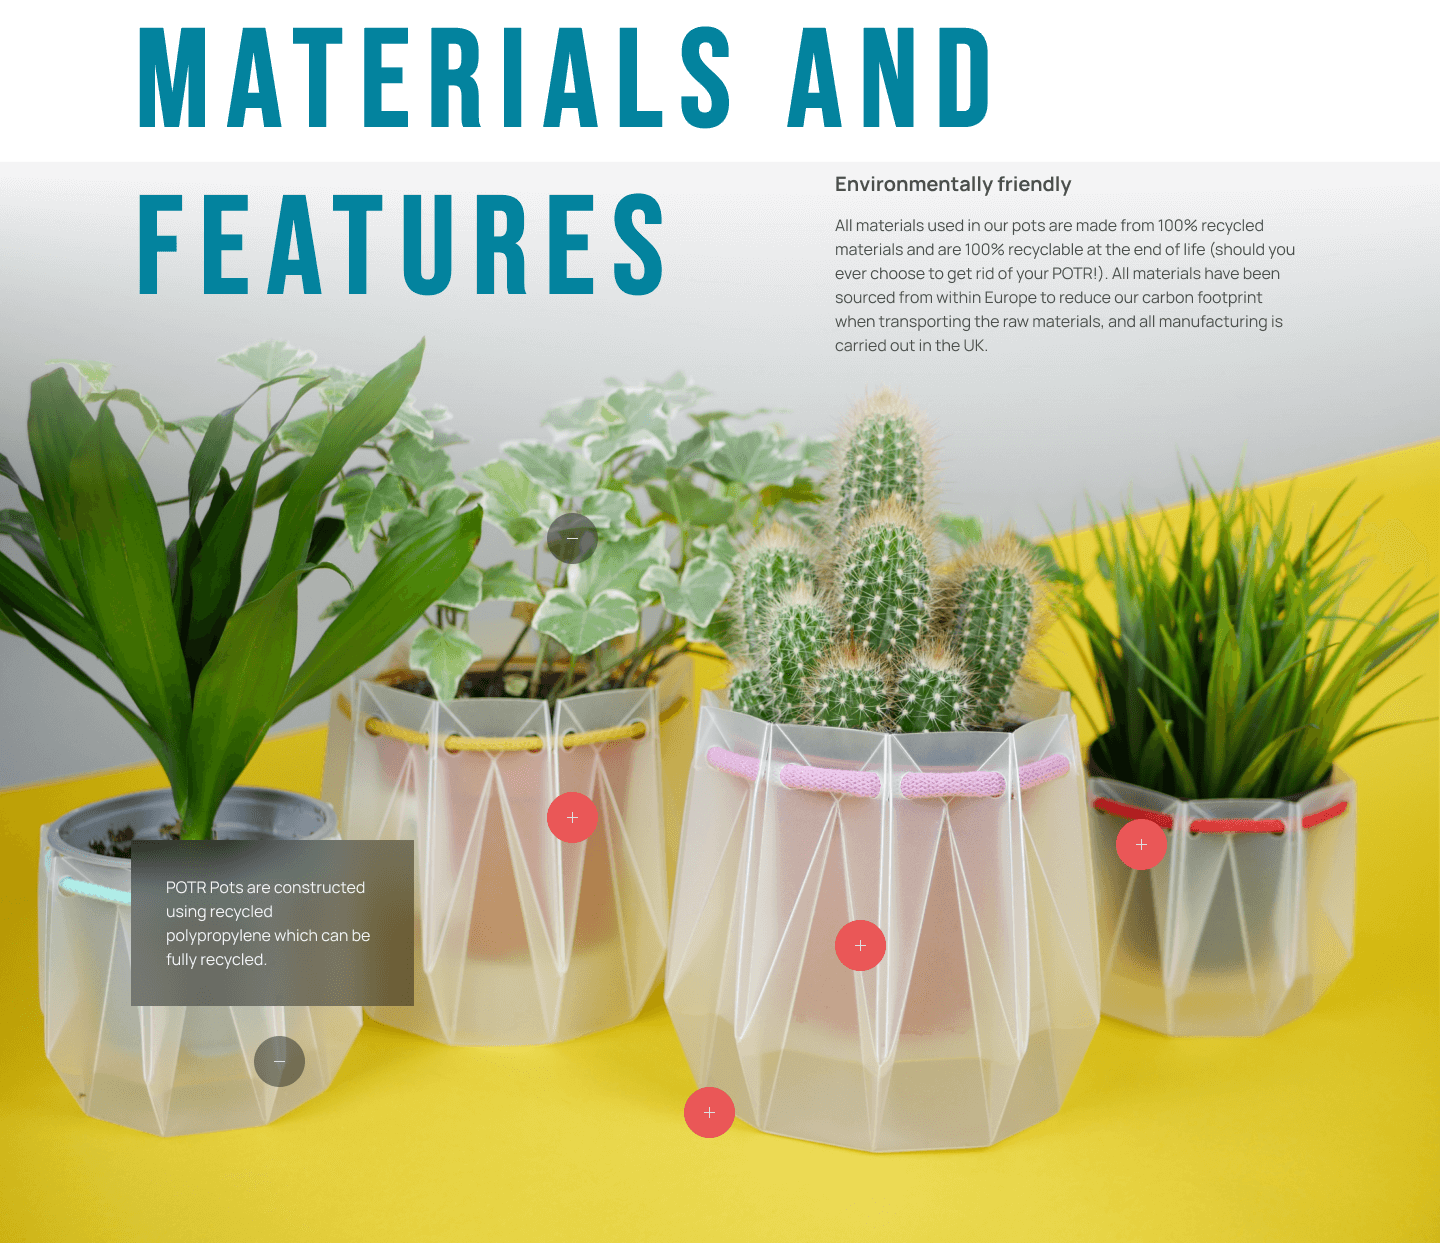 MATERIALS AND
FEATURES
Environmentally friendly
All materials used in our pots are made from 100% recycled
materials and are 100% recyclable at the end of life (should you
ever choose to get rid of your POTR!). All materials have been
sourced from within Europe to reduce our carbon footprint
when transporting the raw materials, and all manufacturing is
carried out in the UK.
POTR Pots are constructed
using recycled
polypropylene which can be
fully recycled.